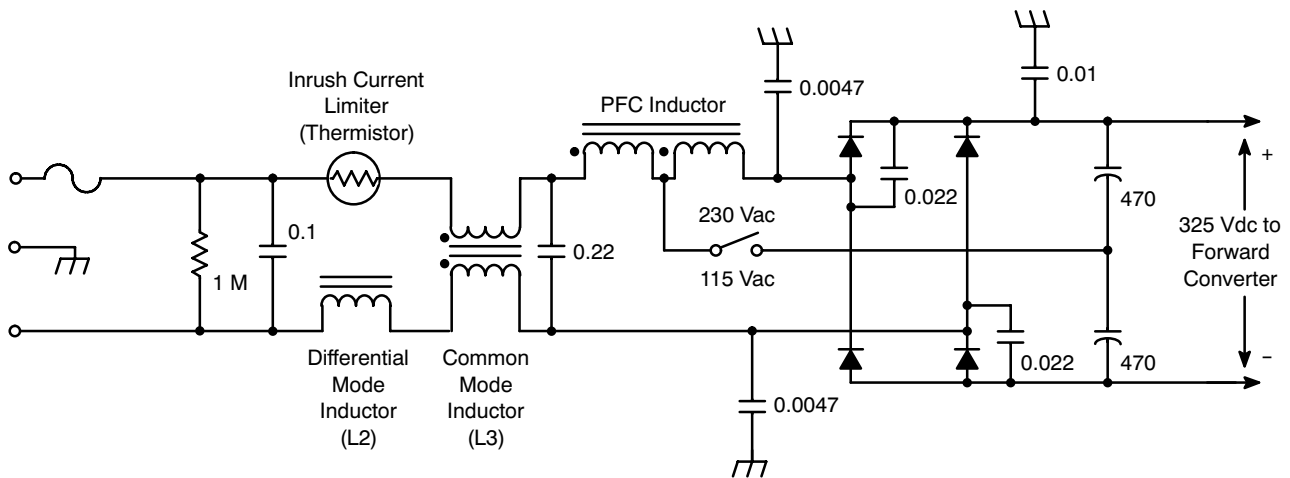 Inrush Current
Limiter
(Thermistor)
PFC Inductor
0.0047
0.01
0.022
+
470
325 Vdc to
Forward
Converter
−
230 Vac
115 Vac
0.1
1 M
0.22
Differential
Mode
Inductor
(L2)
Common
Mode
Inductor
(L3)
0.0047
0.022
470